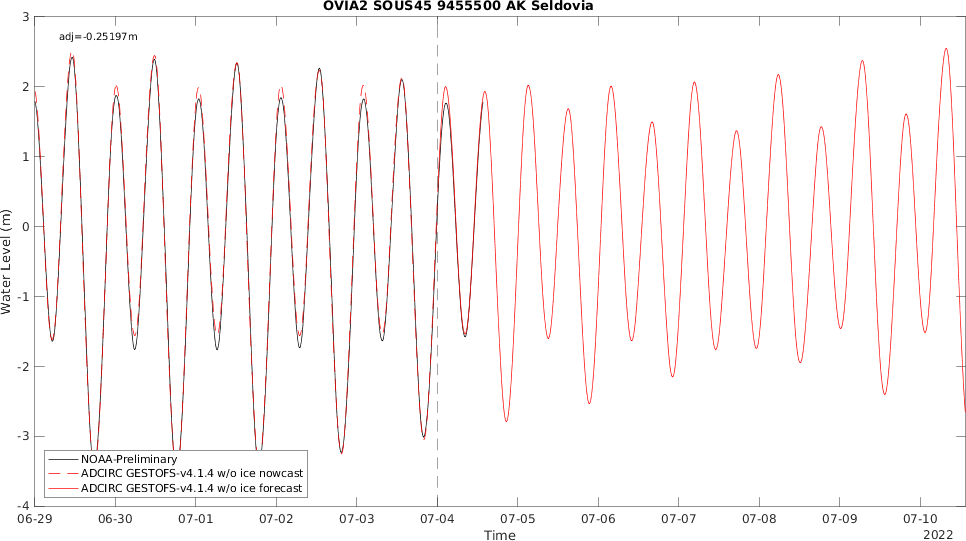 OVIA2 SOUS45 9455500 AK Seldovia
adj=-0.25197m
3
2
1
0
-1
-2
-3
-4
Water Level (m)
NOAA-Preliminary
ADCIRC GESTOFS-v4.1.4 w/o ice nowcast
ADCIRC GESTOFS-v4.1.4 w/o ice forecast
06-29 06-30 07-01 07-02 07-03 07-04 07-05 07-06 07-07 07-08 07-09 07-10
Time
2022